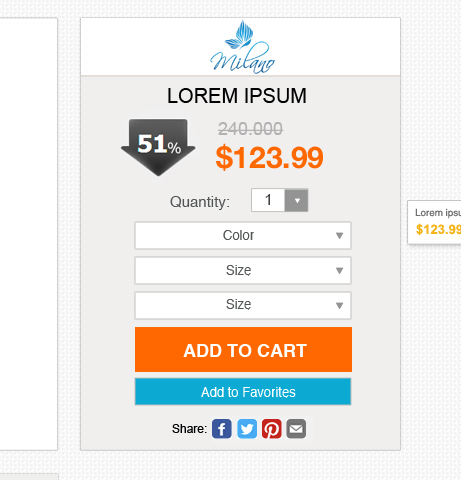 Milano
LOREM IPSUM
240.000
51%
$123.99
Quantity: 1
Color
Size
Size
ADD TO CART
Add to Favorites
Share:
Lorem ipsu
$123.99